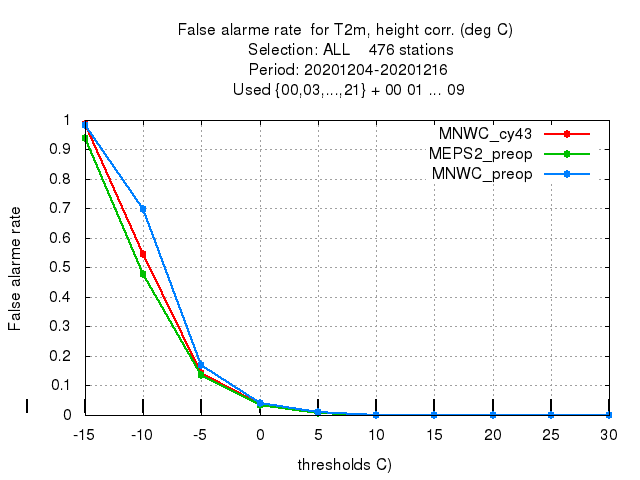 False alarme rate  for T2m, height corr. (deg C)
Selection: ALL    476 stations
Period: 20201204-20201216
Used {00,03,...,21} + 00 01 ... 09
MNWC_cy43
MEPS2_preop
MNWC_preop
False alarme rate
1
0.9
0.8
0.7
0.6
0.5
0.4
0.3
0.2
0.1
0
-15 -10 -5 0 5 10 15 20 25 30
thresholds C)